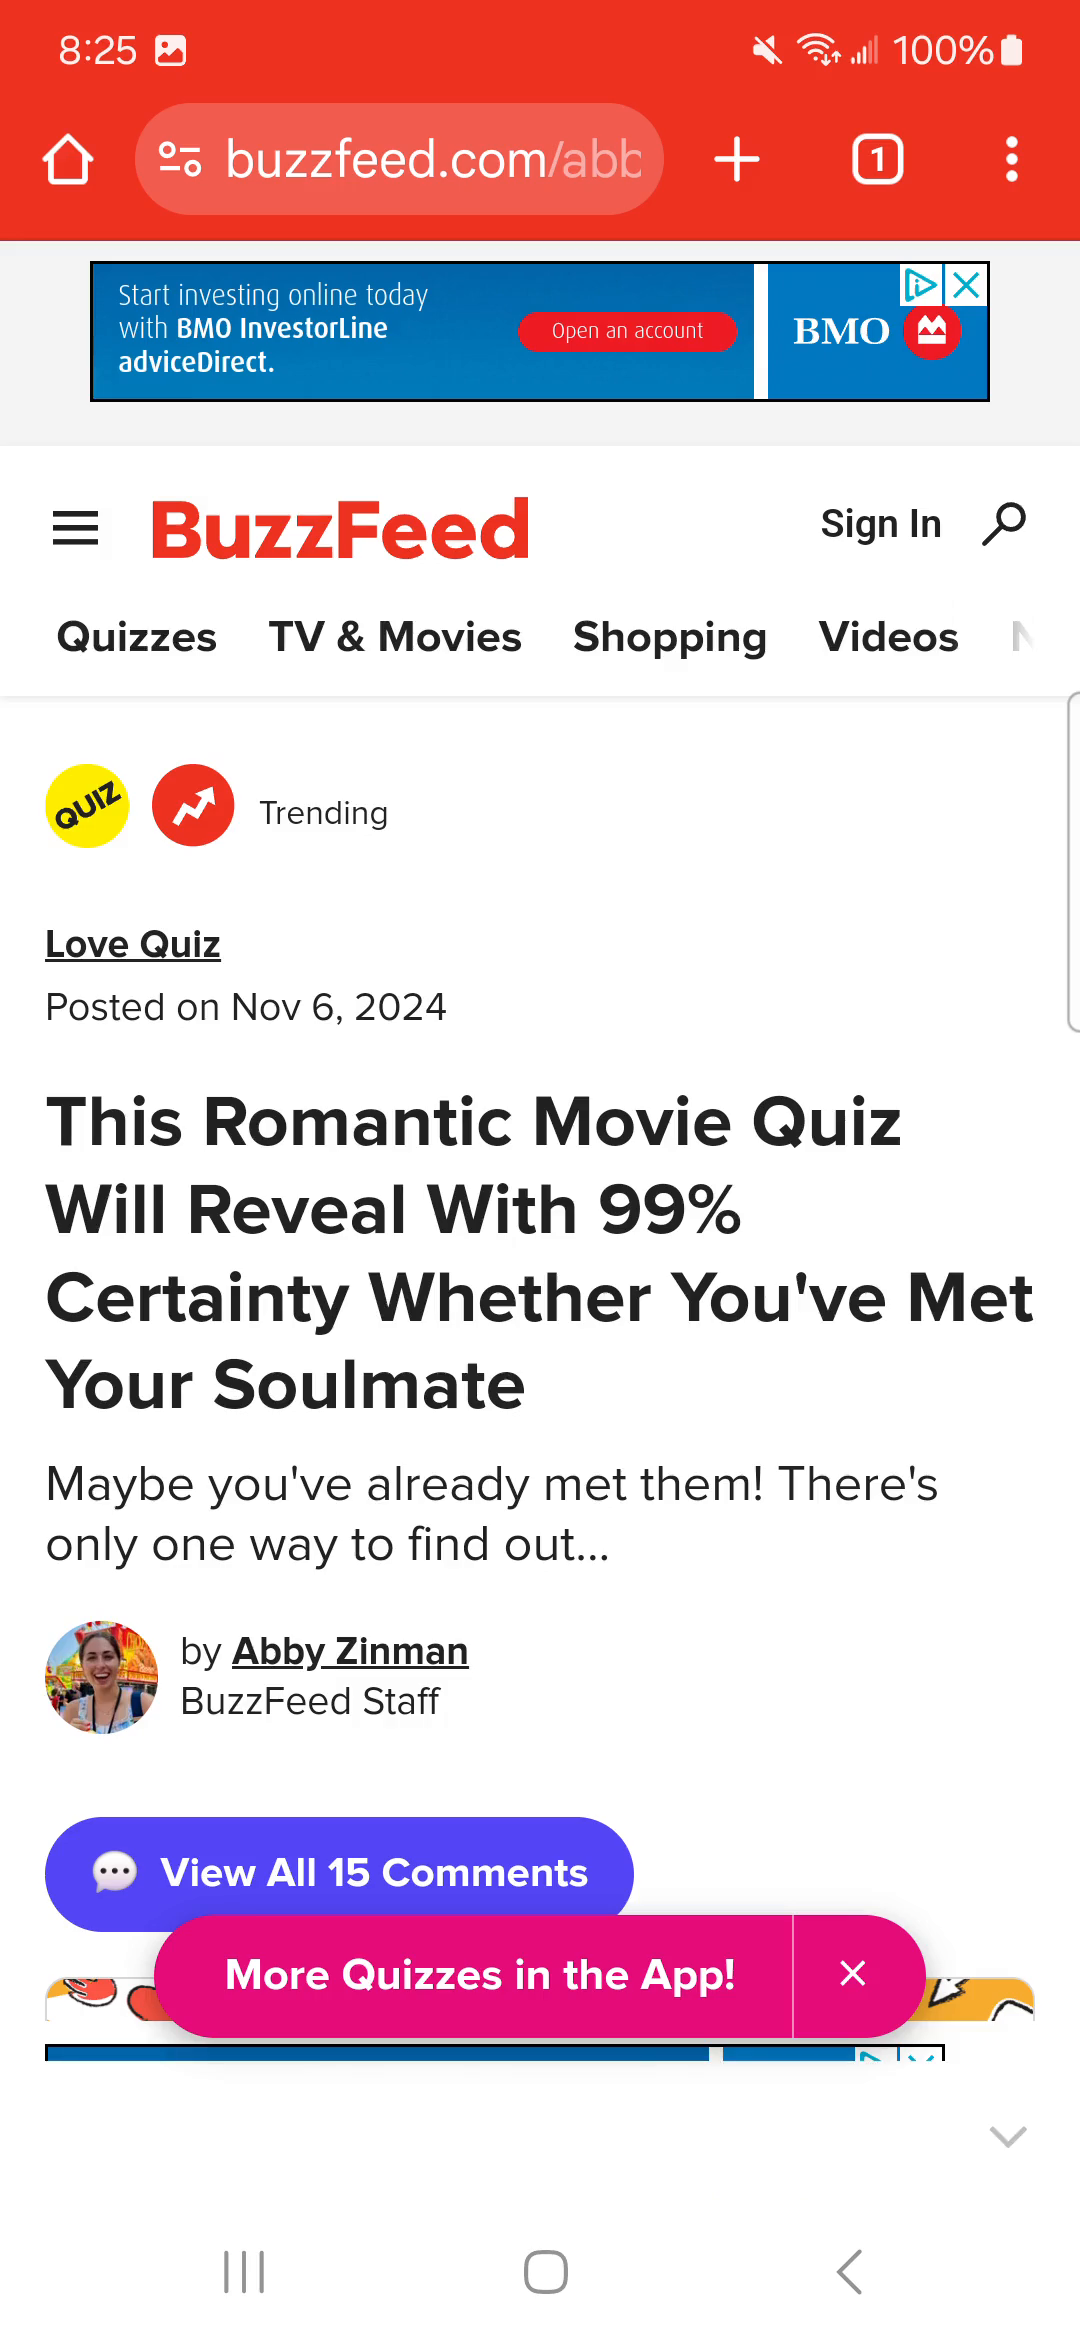 8:25
100%
buzzfeed.com/abb
1
Start investing online today
with BMO InvestorLine
adviceDirect.
Open an account
BMO
BuzzFeed
Sign In
Quizzes TV & Movies Shopping Videos N
QUIZ
Trending
Love Quiz
Posted on Nov 6, 2024
This Romantic Movie Quiz
Will Reveal With 99%
Certainty Whether You've Met
Your Soulmate
Maybe you've already met them! There's
only one way to find out...
by Abby Zinman
BuzzFeed Staff
View All 15 Comments
More Quizzes in the App!